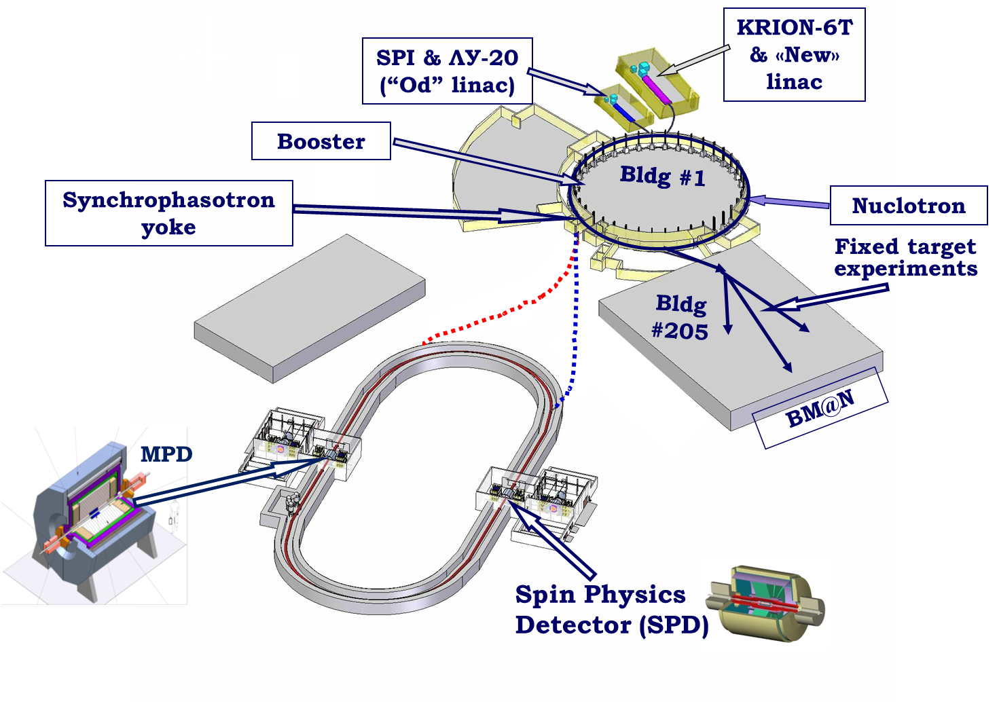 KRION-6T
& «New»
linac
SPI & ЛУ-20
(“Od” linac)
Booster
Bldg #1
Synchrophasotron
yoke
Nuclotron
Fixed target
experiments
Bldg
#205
BM@N
MPD
Spin Physics
Detector (SPD)